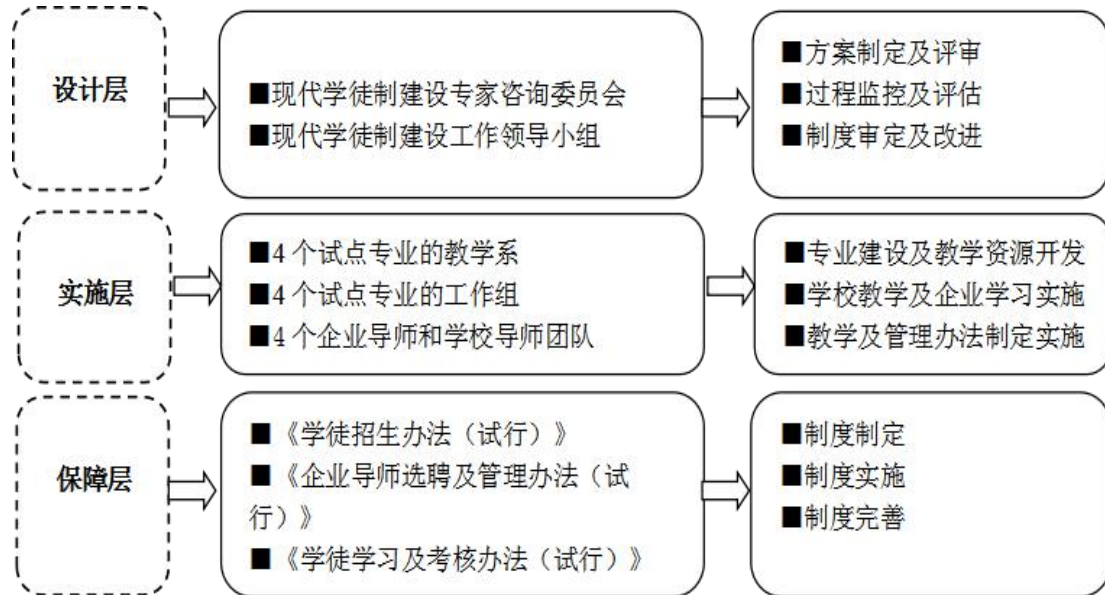 设计层
■现代学徒制建设专家咨询委员会
■现代学徒制建设工作领导小组
■方案制定及评审
■过程监控及评估
■制度审定及改进
实施层
■4 个试点专业的教学系
■4 个试点专业的工作组
■4 个企业导师和学校导师团队
■专业建设及教学资源开发
■学校教学及企业学习实施
■教学及管理办法制定实施
保障层
■《学徒招生办法（试行）》
■《企业导师选聘及管理办法（试
行）》
■《学徒学习及考核办法（试行）》
■制度制定
■制度实施
■制度完善